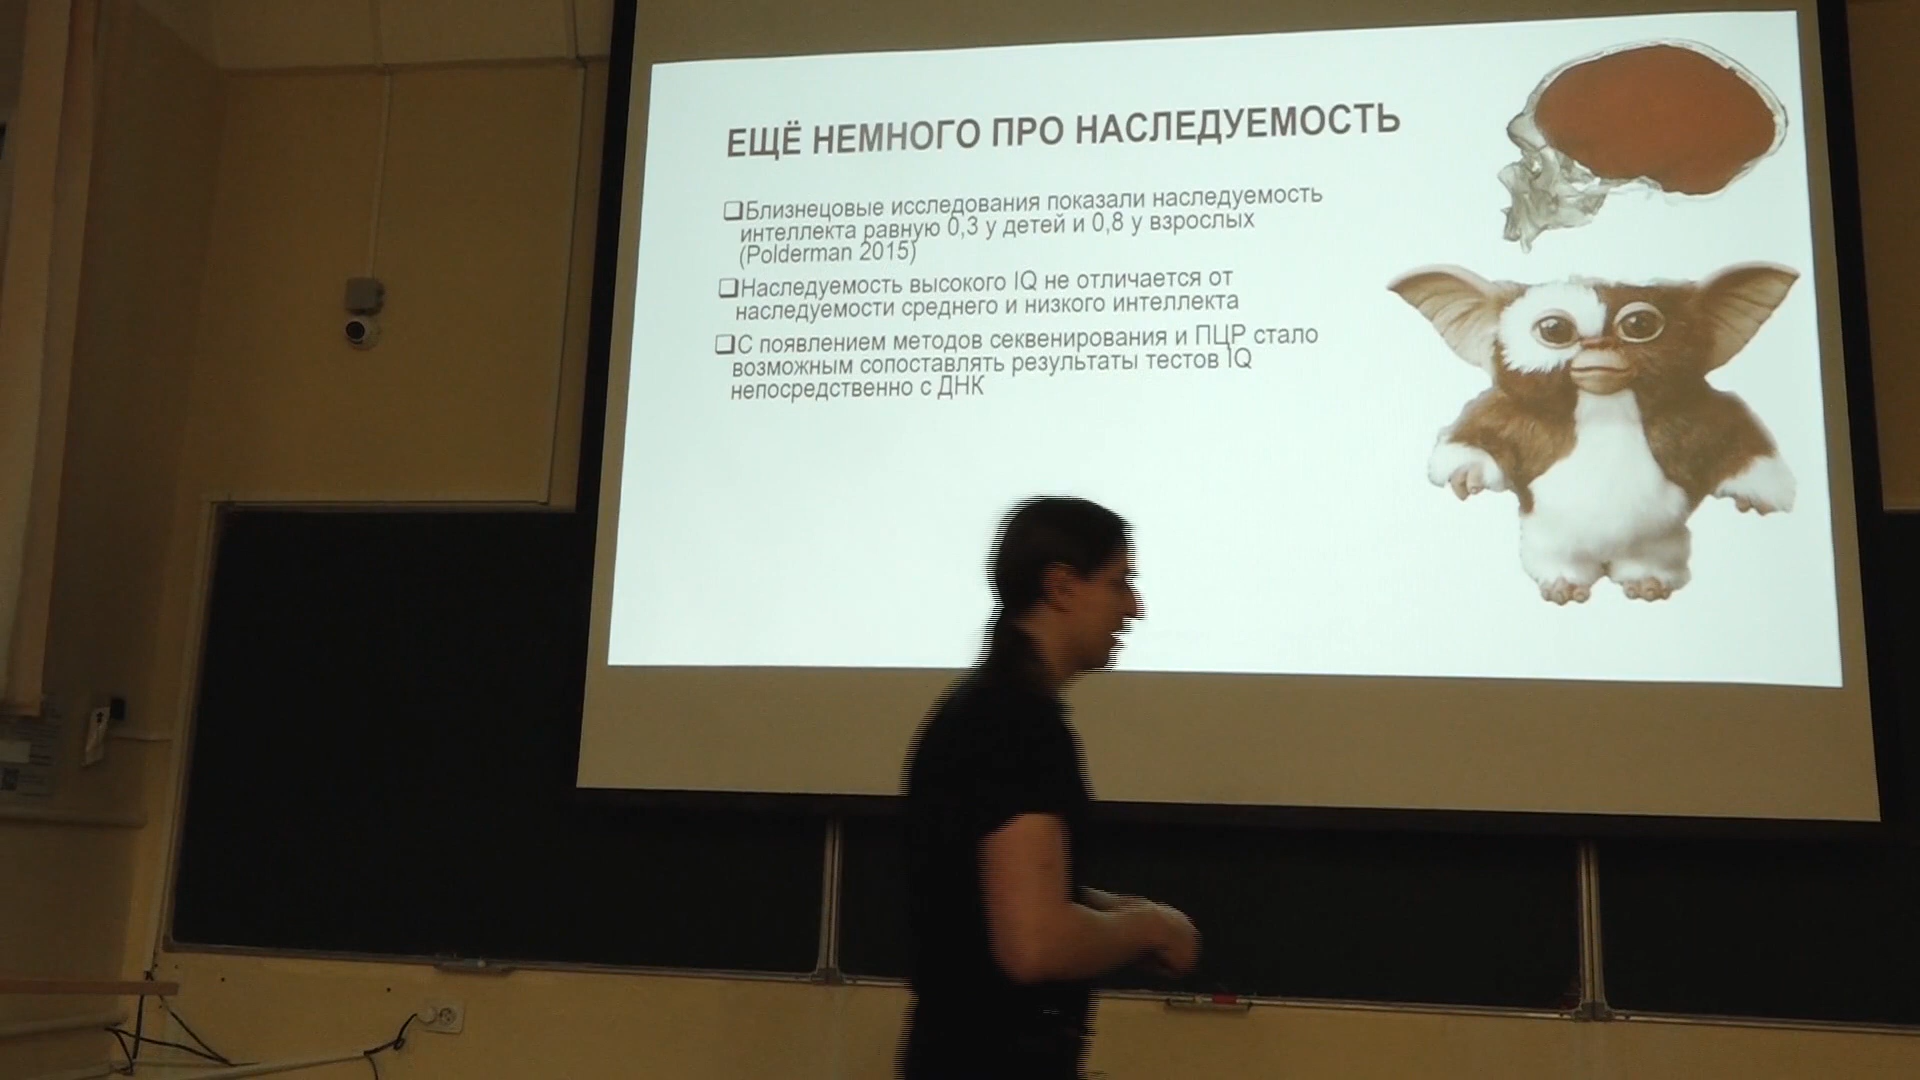 ЕЩЁ НЕМНОГО ПРО НАСЛЕДУЕМОСТЬ
❑Близнецовые исследования показали наследуемость
интеллекта равную 0,3 у детей и 0,8 у взрослых
(Polderman 2015)
❑Наследуемость высокого IQ не отличается от
наследуемости среднего и низкого интеллекта
❑С появлением методов секвенирования и ПЦР стало
возможным сопоставлять результаты тестов IQ
непосредственно с ДНК